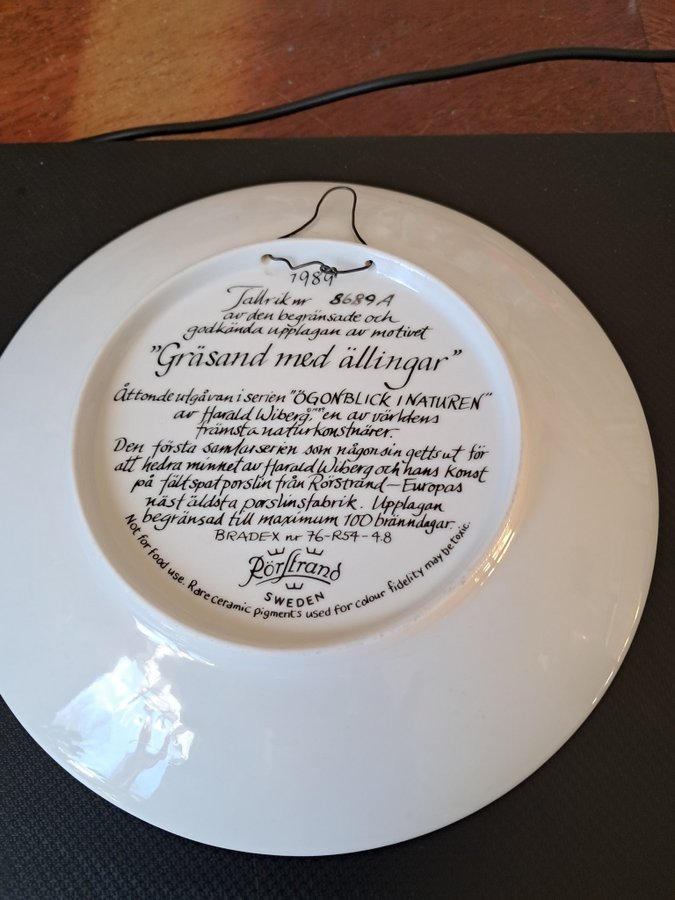 1989
Tallrik nr 8689A
av den begränsade och
godkända upplagan av motivet
"Gräsand med ällingar"
Åttonde utgåvan i serien "ÖGONBLICK I NATUREN"
av Harald Wiberg, en av världens
främsta naturkonstnärer.
Den första samlarserien som någonsin getts ut för
att hedra minnet av Harald Wiberg och hans konst
på fältspatporslin från Rörstrand – Europas
näst äldsta porslinsfabrik. Upplagan
begränsad till maximum 100 bränndagar.
BRADEX nr 76-R54-4.8
Rörstrand
SWEDEN
Not for food use. Rare ceramic pigments used for colour fidelity may be toxic.